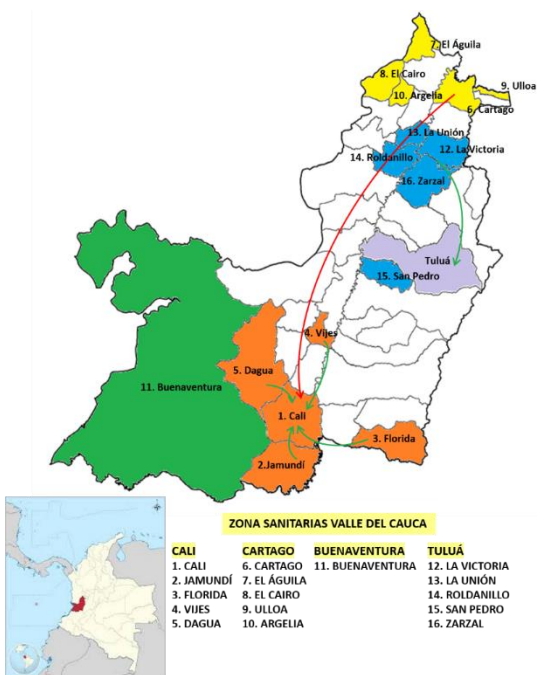 7. El Águila
8. El Cairo
9. Ulloa
10. Argelia
6. Cartago
13. La Unión
12. La Victoria
14. Roldanillo
16. Zarzal
Tuluá
15. San Pedro
4. Vijes
5. Dagua
11. Buenaventura
1. Cali
3. Florida
2.Jamundí
ZONA SANITARIAS VALLE DEL CAUCA
CALI CARTAGO BUENAVENTURA TULUÁ
1. CALI 6. CARTAGO 11. BUENAVENTURA 12. LA VICTORIA
2. JAMUNDÍ 7. EL ÁGUILA 13. LA UNIÓN
3. FLORIDA 8. EL CAIRO 14. ROLDANILLO
4. VIJES 9. ULLOA 15. SAN PEDRO
5. DAGUA 10. ARGELIA 16. ZARZAL